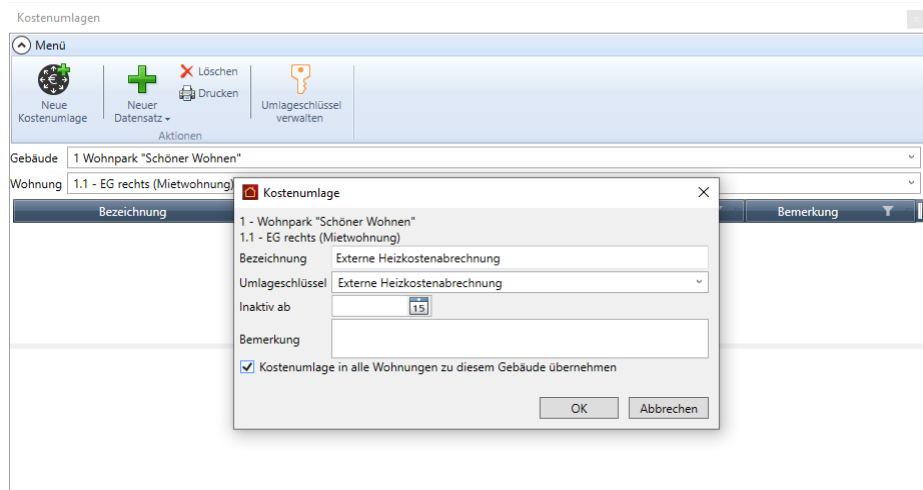 Kostenumlagen
x
Menü
Neue
Kostenumlage
Neuer
Datensatz
Löschen
Drucken
Umlageschlüssel
verwalten
Aktionen
Gebäude 1 Wohnpark "Schöner Wohnen"
Wohnung 1.1 - EG rechts (Mietwohnung)
Bezeichnung Bemerkung
Kostenumlage
1 - Wohnpark "Schöner Wohnen"
1.1 - EG rechts (Mietwohnung)
Bezeichnung Externe Heizkostenabrechnung
Umlageschlüssel Externe Heizkostenabrechnung
Inaktiv ab 15
Bemerkung
Kostenumlage in alle Wohnungen zu diesem Gebäude übernehmen
OK Abbrechen